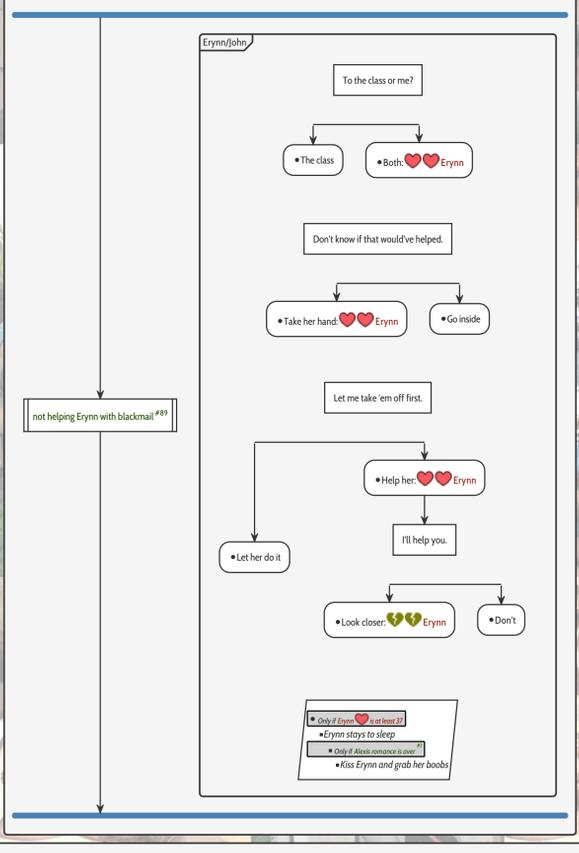 Erynn/John
To the class or me?
•The class
•Both: Erynn
Don't know if that would've helped.
•Take her hand: Erynn
•Go inside
Let me take 'em off first.
not helping Erynn with blackmail #89
•Help her: Erynn
I'll help you.
•Let her do it
•Look closer: Erynn
•Don't
• Only if Erynn is at least 37
▪Erynn stays to sleep
▪ Only if Alexis romance is over
▪Kiss Erynn and grab her boobs